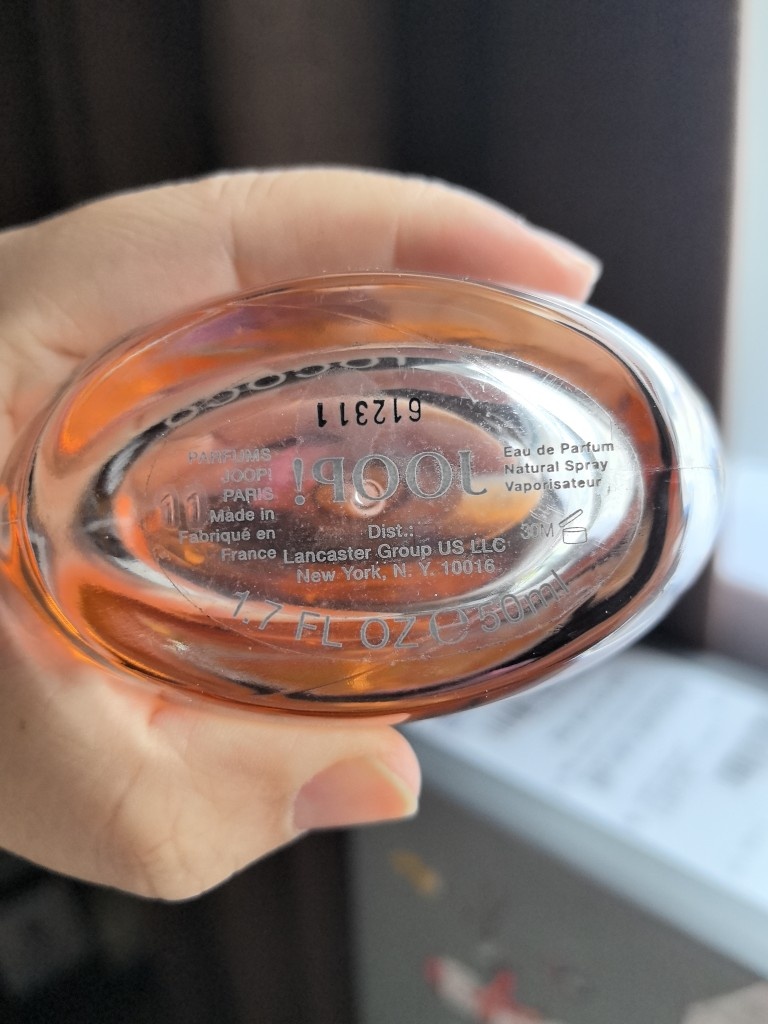 612311
JOOP!
PARFUMS
JOOP!
PARIS
Made in
Fabriqué en
France
11
Eau de Parfum
Natural Spray
Vaporisateur
30M
Dist.:
Lancaster Group US LLC
New York, N. Y. 10016
1.7 FL OZ ℮ 50ml